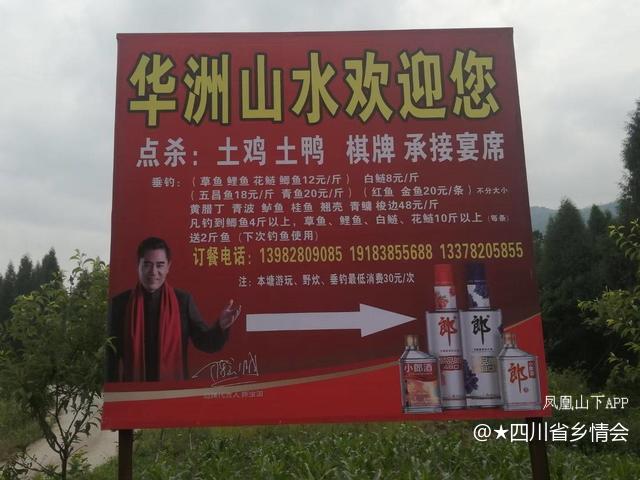 华洲山水欢迎您
点杀：土鸡 土鸭 棋牌 承接宴席
垂钓：（草鱼 鲤鱼 花鲢 鲫鱼12元/斤） 白鲢8元/斤
（五昌鱼18元/斤 青鱼20元/斤）（红鱼 金鱼20元/条）不分大小
黄腊丁 青波 鲈鱼 桂鱼 翘壳 青鳙 梭边48元/斤
凡钓到鲫鱼4斤以上，草鱼、鲤鱼、白鲢、花鲢10斤以上（每条）
送2斤鱼（下次钓鱼使用）
订餐电话：13982809085 19183855688 13378205855
注：本塘游玩、野炊、垂钓最低消费30元/次
郎
郎
小郎酒
郎
凤凰山下APP
@★四川省乡情会